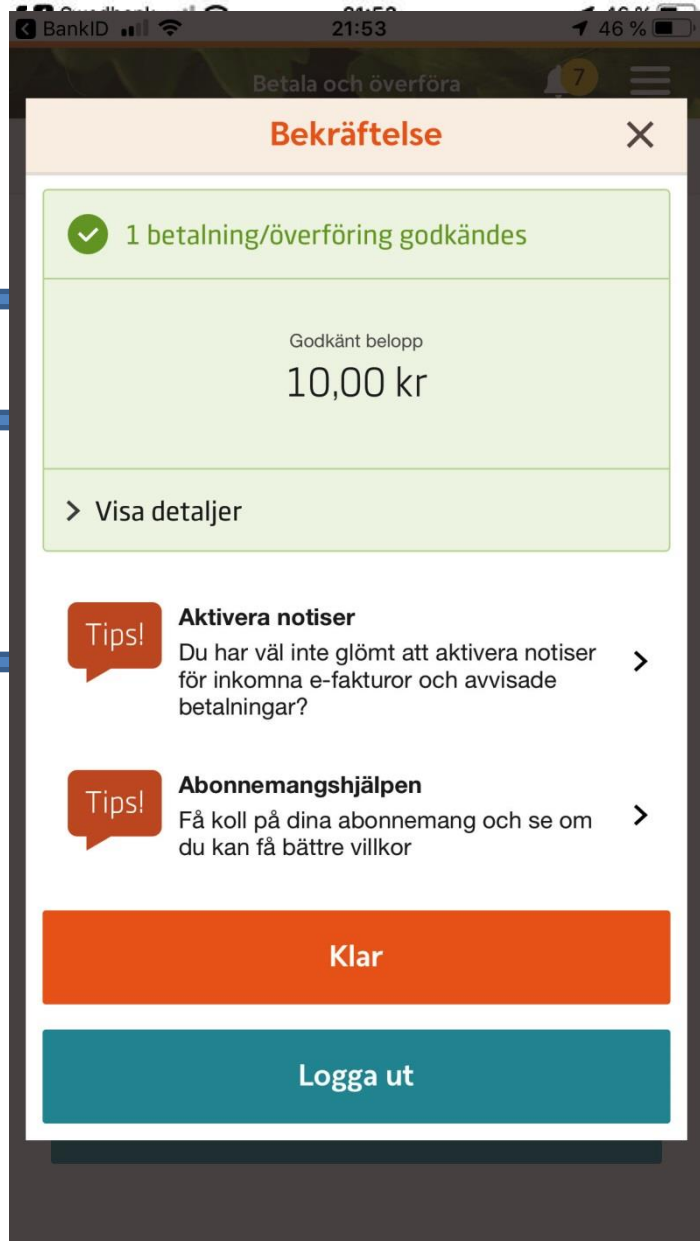 BankID 21:53 46 %
Betala och överföra 7
Bekräftelse
1 betalning/överföring godkändes
Godkänt belopp
10,00 kr
Visa detaljer
Tips!
Aktivera notiser
Du har väl inte glömt att aktivera notiser
för inkomna e-fakturor och avvisade
betalningar?
Tips!
Abonnemangshjälpen
Få koll på dina abonnemang och se om
du kan få bättre villkor
Klar
Logga ut